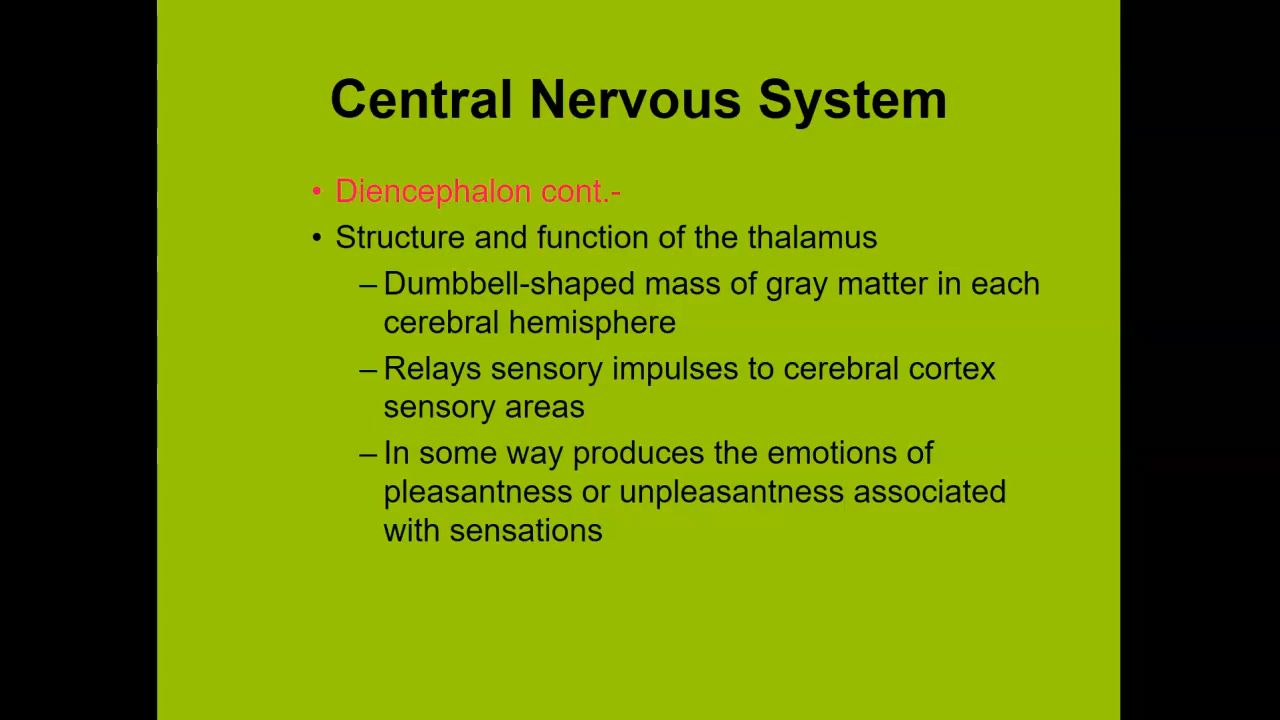 Central Nervous System
• Diencephalon cont.-
• Structure and function of the thalamus
– Dumbbell-shaped mass of gray matter in each
cerebral hemisphere
– Relays sensory impulses to cerebral cortex
sensory areas
– In some way produces the emotions of
pleasantness or unpleasantness associated
with sensations